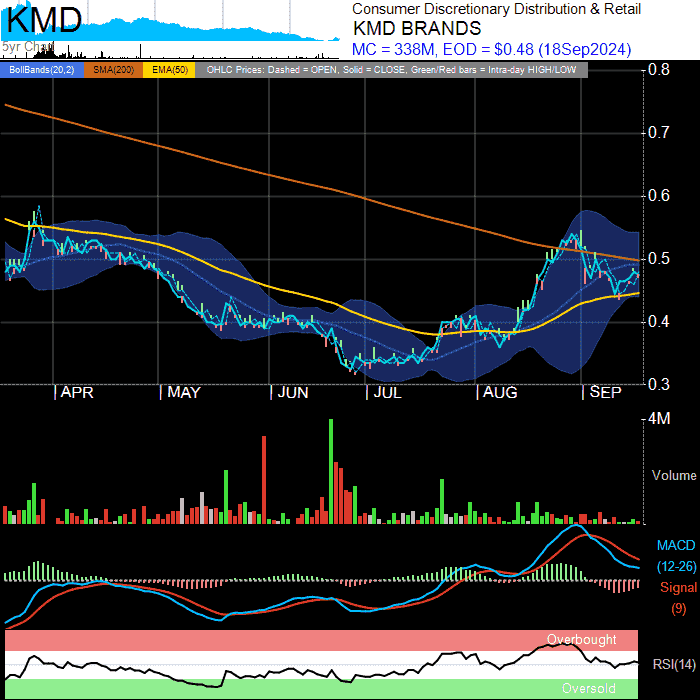 KMD
5yr Chart
Consumer Discretionary Distribution & Retail
KMD BRANDS
MC = 338M, EOD = $0.48 (18Sep2024)
BollBands(20,2) SMA(200) EMA(50) OHLC Prices: Dashed = OPEN, Solid = CLOSE, Green/Red bars = Intra-day HIGH/LOW
0.8
0.7
0.6
0.5
0.4
0.3
APR MAY JUN JUL AUG SEP
4M
Volume
MACD
(12-26)
Signal
(9)
Overbought
RSI(14)
Oversold